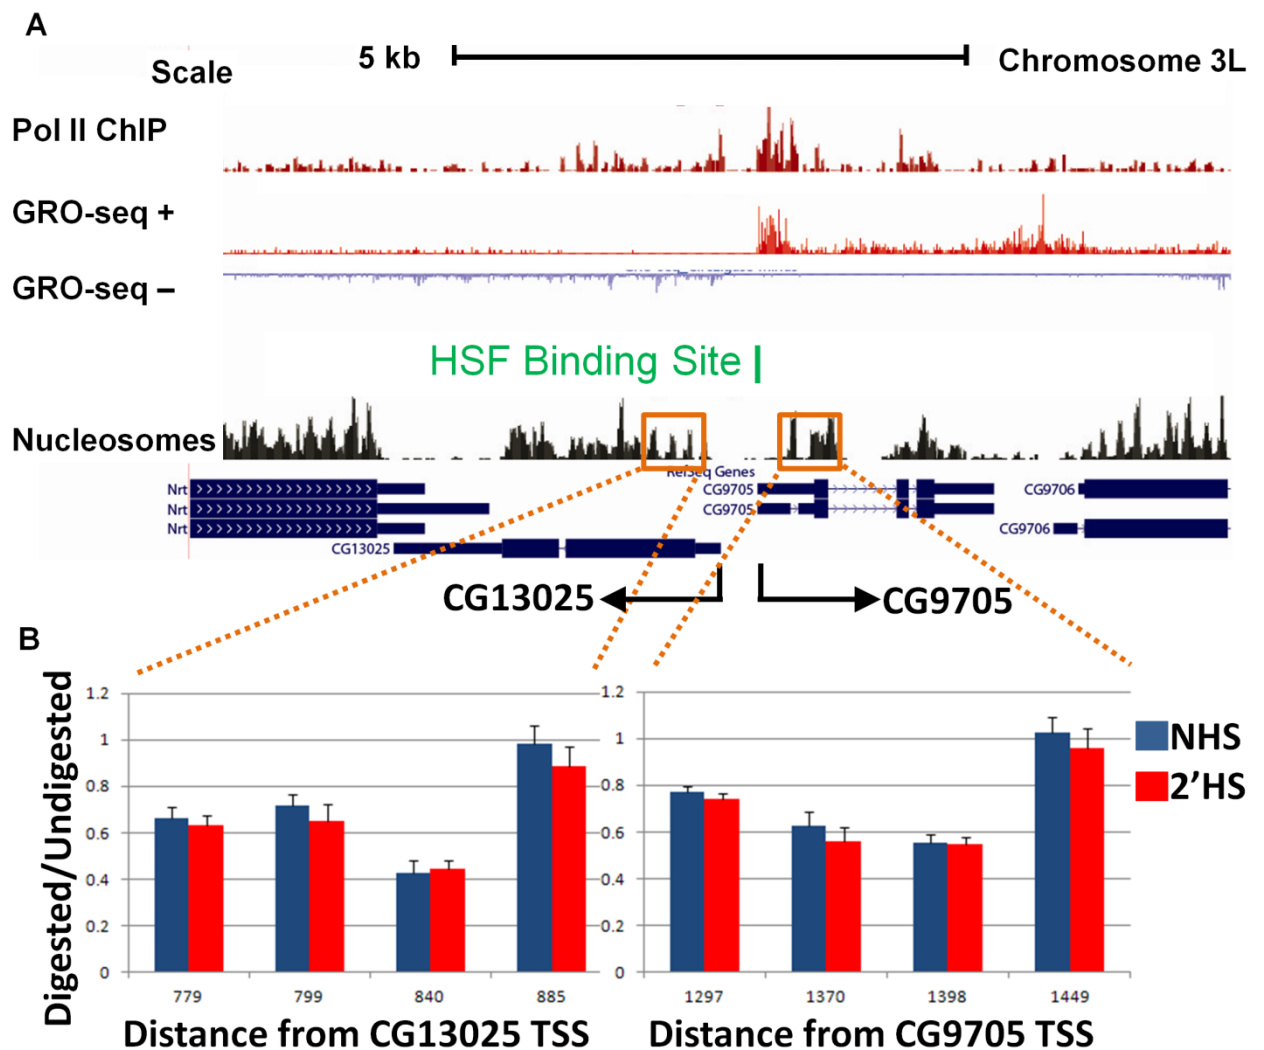 A
Scale
5 kb
Chromosome 3L
Pol II ChIP
GRO-seq +
GRO-seq –
HSF Binding Site
Nucleosomes
RefSeq Genes
Nrt
CG9705
CG9706
Nrt
CG9705
Nrt
CG9706
CG13025
CG13025
CG9705
B
Digested/Undigested
1.2
1
0.8
0.6
0.4
0.2
0
779
799
840
885
Distance from CG13025 TSS
1.2
1
0.8
0.6
0.4
0.2
0
1297
1370
1398
1449
Distance from CG9705 TSS
NHS
2'HS